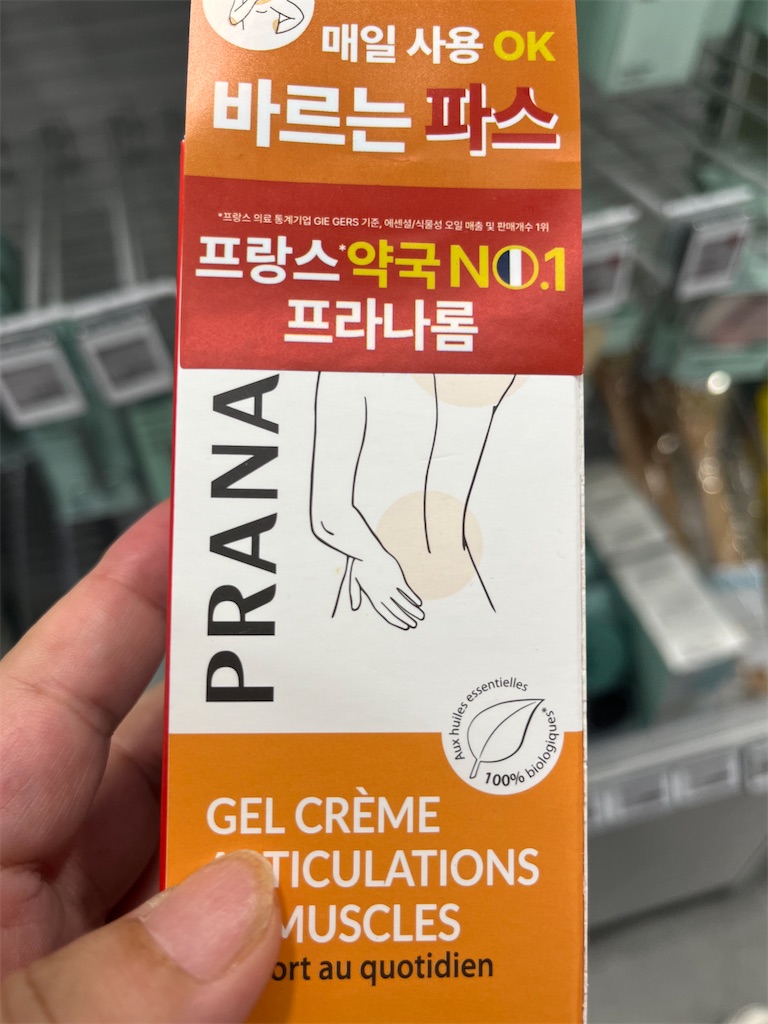 매일 사용 OK
바르는 파스
*프랑스 의료 통계기업 GIE GERS 기준, 에센셜/식물성 오일 매출 및 판매개수 1위
프랑스*약국 NO.1
프라나롬
PRANA
Aux huiles essentielles
100% biologiques*
GEL CRÈME
TICULATIONS
MUSCLES
ort au quotidien